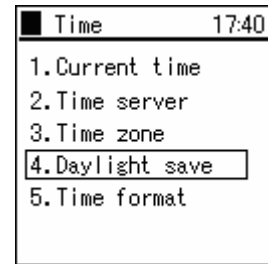 Time 17:40
1.Current time
2.Time server
3.Time zone
4.Daylight save
5.Time format